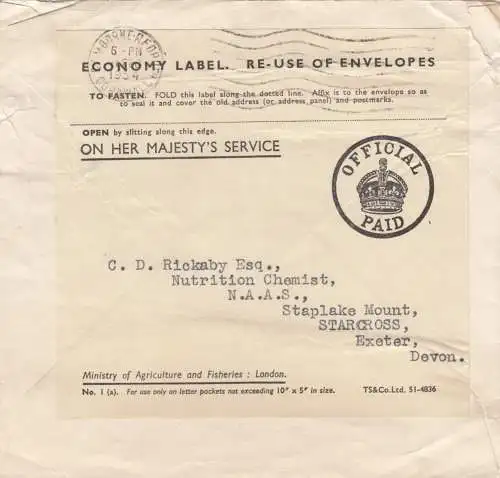 6 - PM
1954
ECONOMY LABEL. RE-USE OF ENVELOPES
TO FASTEN. FOLD this label along the dotted line. Affix is to the envelope so as
to seal it and cover the old address (or address panel) and postmarks.
OPEN by slitting along this edge.
ON HER MAJESTY'S SERVICE
OFFICIAL
PAID
C. D. Rickaby Esq.,
Nutrition Chemist,
N.A.A.S.,
Staplake Mount,
STARCROSS,
Exeter,
Devon.
Ministry of Agriculture and Fisheries : London.
No. 1 (a). For use only on letter packets not exceeding 10" x 5" in size.
TS&Co.Ltd. 51-4836